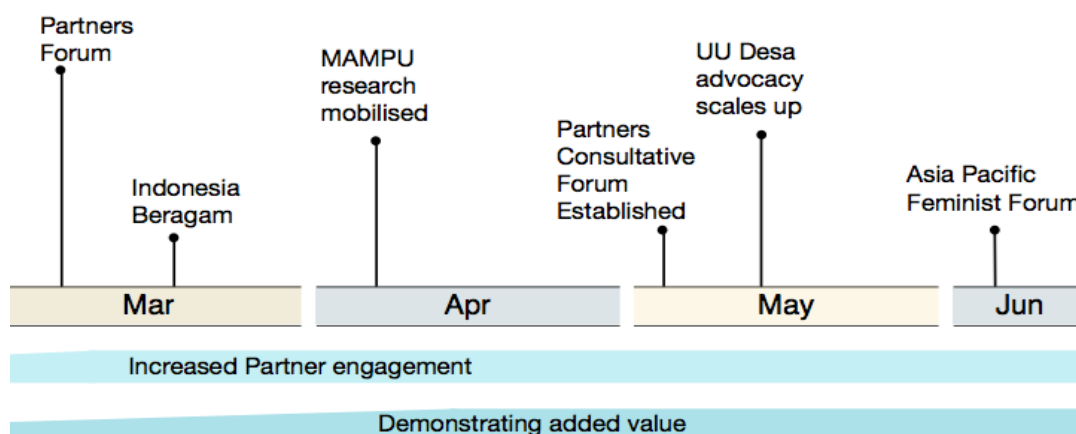 Partners
Forum
Indonesia
Beragam
MAMPU
research
mobilised
Partners
Consultative
Forum
Established
UU Desa
advocacy
scales up
Asia Pacific
Feminist Forum
Mar
Apr
May
Jun
Increased Partner engagement
Demonstrating added value